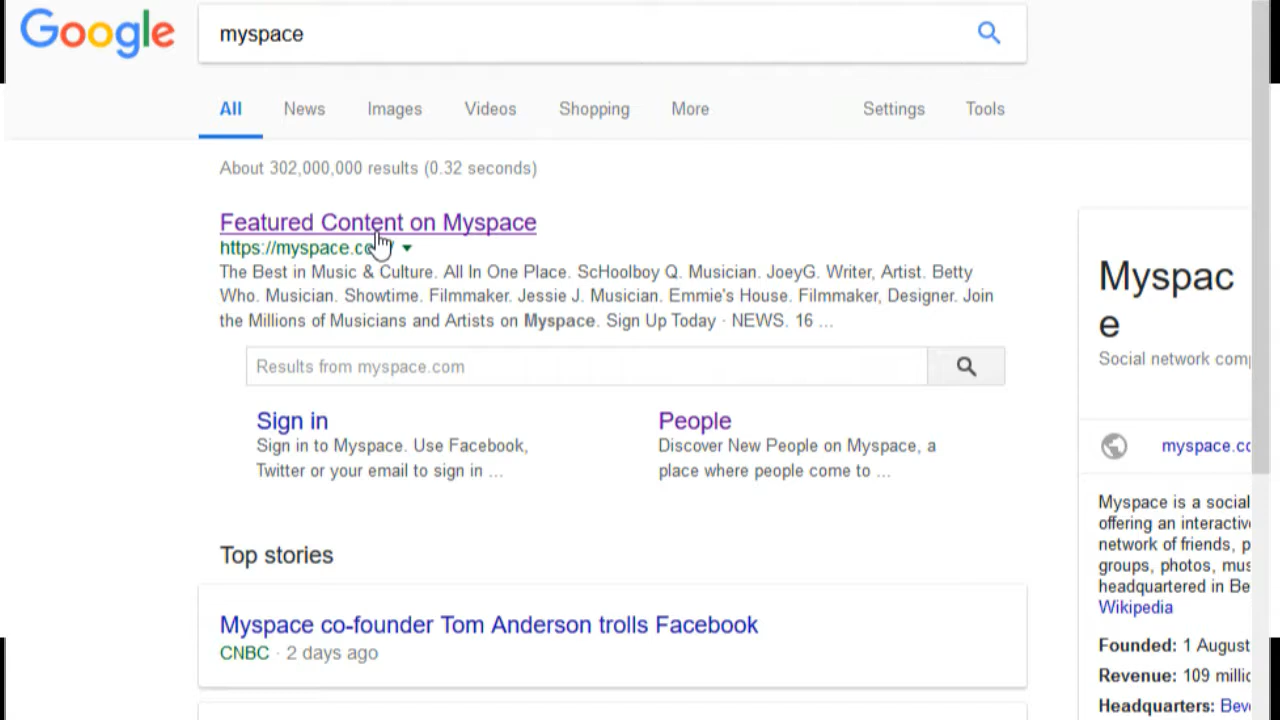 Google
myspace
All News Images Videos Shopping More Settings Tools
About 302,000,000 results (0.32 seconds)
Featured Content on Myspace
https://myspace.co
The Best in Music & Culture. All In One Place. ScHoolboy Q. Musician. JoeyG. Writer, Artist. Betty
Who. Musician. Showtime. Filmmaker. Jessie J. Musician. Emmie's House. Filmmaker, Designer. Join
the Millions of Musicians and Artists on Myspace. Sign Up Today · NEWS. 16 ...
Results from myspace.com
Sign in
Sign in to Myspace. Use Facebook,
Twitter or your email to sign in ...
People
Discover New People on Myspace, a
place where people come to ...
Top stories
Myspace co-founder Tom Anderson trolls Facebook
CNBC · 2 days ago
Myspac
e
Social network
myspace.co
Myspace is a social
offering an
network of friends,
groups, photos,
headquartered in
Wikipedia
Founded: 1 August
Revenue: 109
Headquarters: